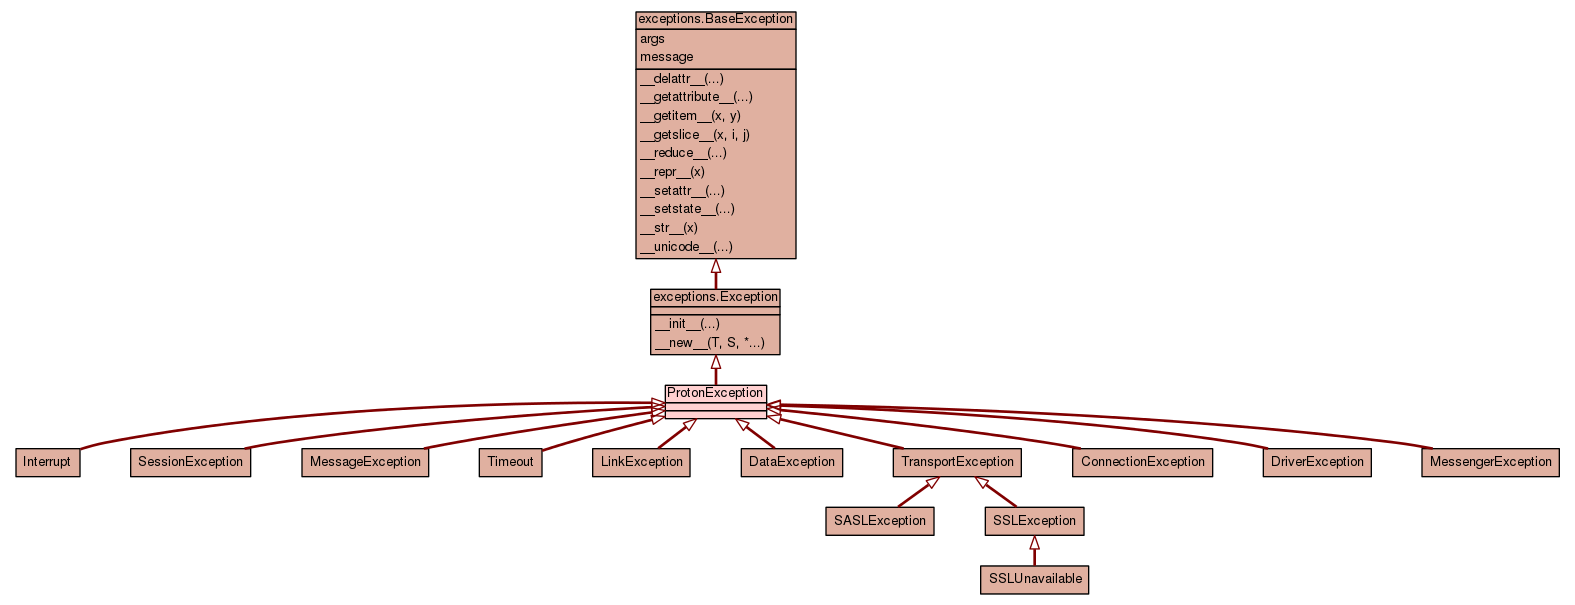 exceptions.BaseException
args
message
__delattr__(...)
__getattribute__(...)
__getitem__(x, y)
__getslice__(x, i, j)
__reduce__(...)
__repr__(x)
__setattr__(...)
__setstate__(...)
__str__(x)
__unicode__(...)
exceptions.Exception
__init__(...)
__new__(T, S, *...)
ProtonException
Interrupt
SessionException
MessageException
Timeout
LinkException
DataException
TransportException
ConnectionException
DriverException
MessengerException
SASLException
SSLException
SSLUnavailable